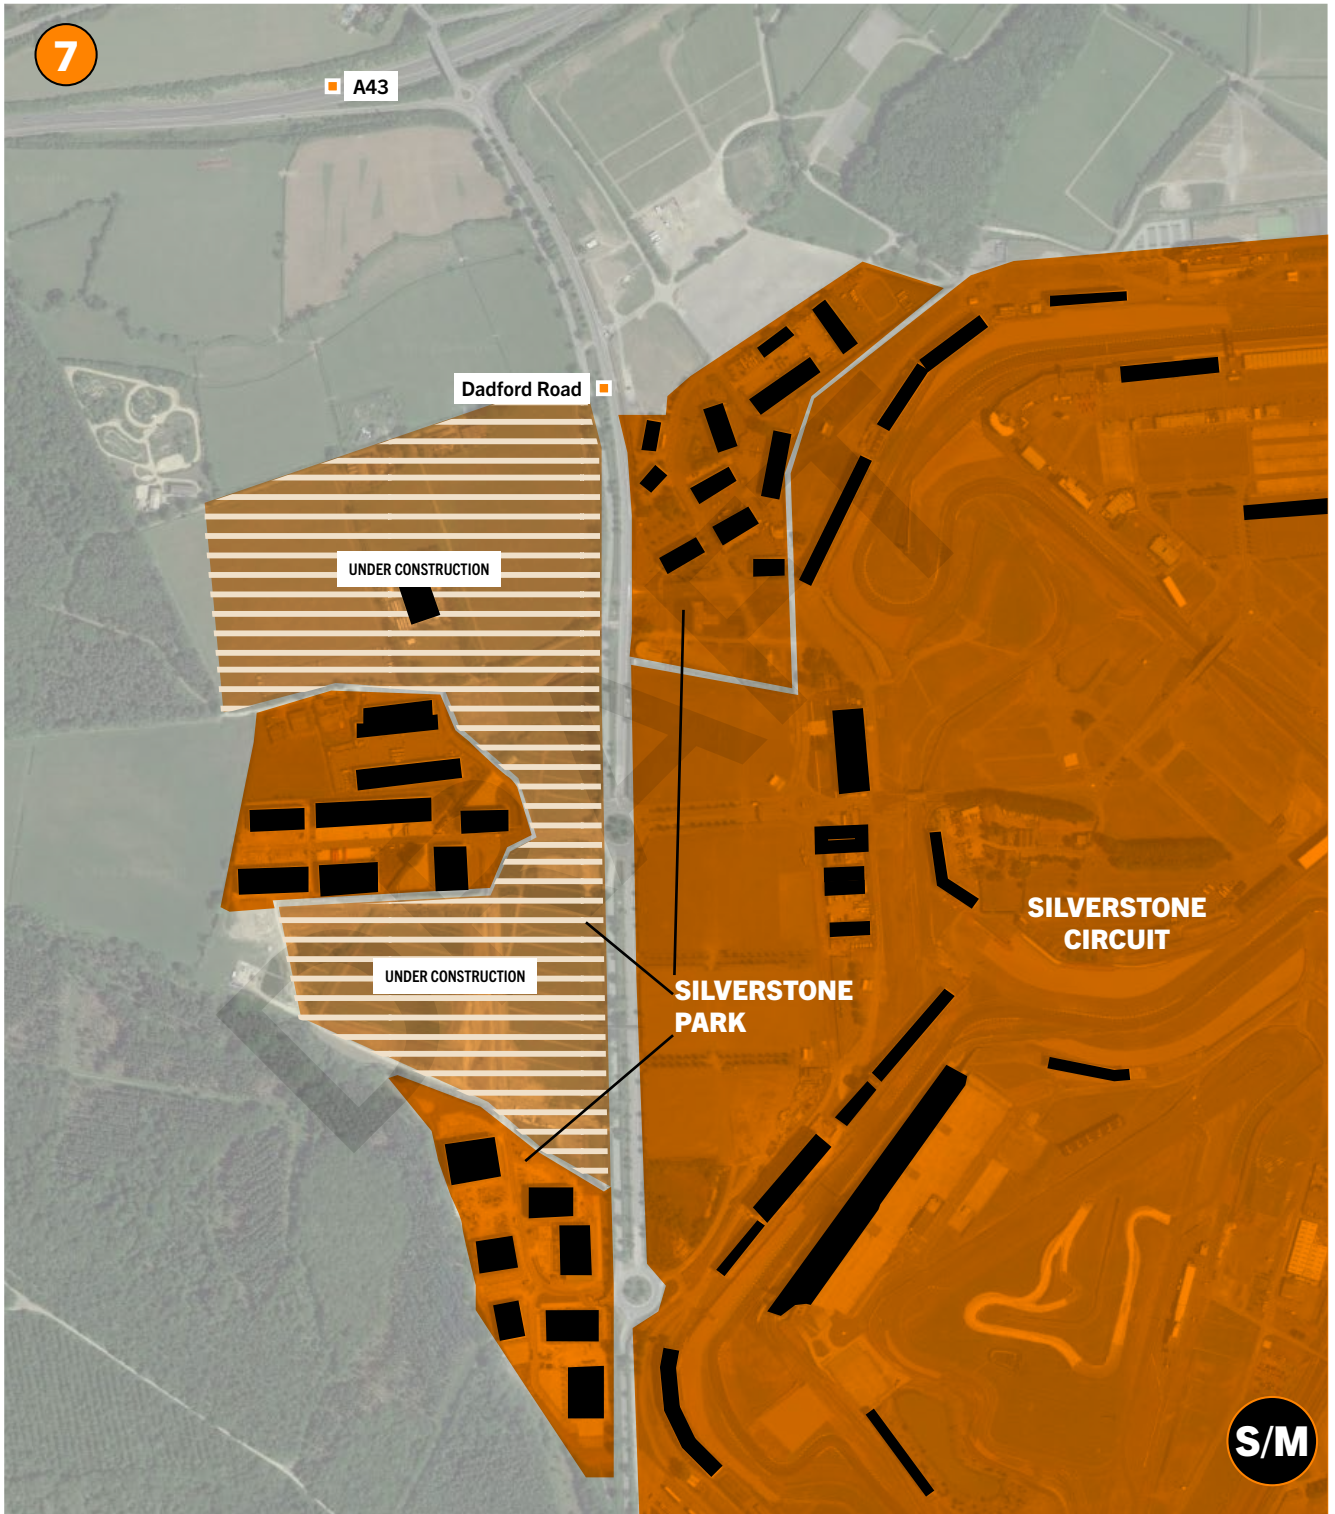 7
A43
Dadford Road
UNDER CONSTRUCTION
UNDER CONSTRUCTION
SILVERSTONE
CIRCUIT
SILVERSTONE
PARK
S/M